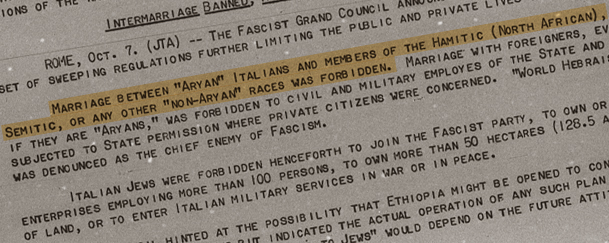 IONS OF THE
INTERMARRIAGE BANNED,
ROME, OCT. 7. (JTA) -- THE FASCIST GRAND COUNCIL ANNO
SET OF SWEEPING REGULATIONS FURTHER LIMITING THE PUBLIC AND PRIVATE LIVES
MARRIAGE BETWEEN "ARYAN" ITALIANS AND MEMBERS OF THE HAMITIC (NORTH AFRICAN),
SEMITIC, OR ANY OTHER "NON-ARYAN" RACES WAS FORBIDDEN. MARRIAGE WITH FOREIGNERS, EV
IF THEY ARE "ARYANS," WAS FORBIDDEN TO CIVIL AND MILITARY EMPLOYES OF THE STATE AND
SUBJECTED TO STATE PERMISSION WHERE PRIVATE CITIZENS WERE CONCERNED. "WORLD HEBRAI
WAS DENOUNCED AS THE CHIEF ENEMY OF FASCISM.
ITALIAN JEWS WERE FORBIDDEN HENCEFORTH TO JOIN THE FASCIST PARTY, TO OWN OR
ENTERPRISES EMPLOYING MORE THAN 100 PERSONS, TO OWN MORE THAN 50 HECTARES (128.5 A
OF LAND, OR TO ENTER ITALIAN MILITARY SERVICES IN WAR OR IN PEACE.
HINTED AT THE POSSIBILITY THAT ETHIOPIA MIGHT BE OPENED TO CON
BUT INDICATED THE ACTUAL OPERATION OF ANY SUCH PLAN
TO JEWS" WOULD DEPEND ON THE FUTURE ATTI